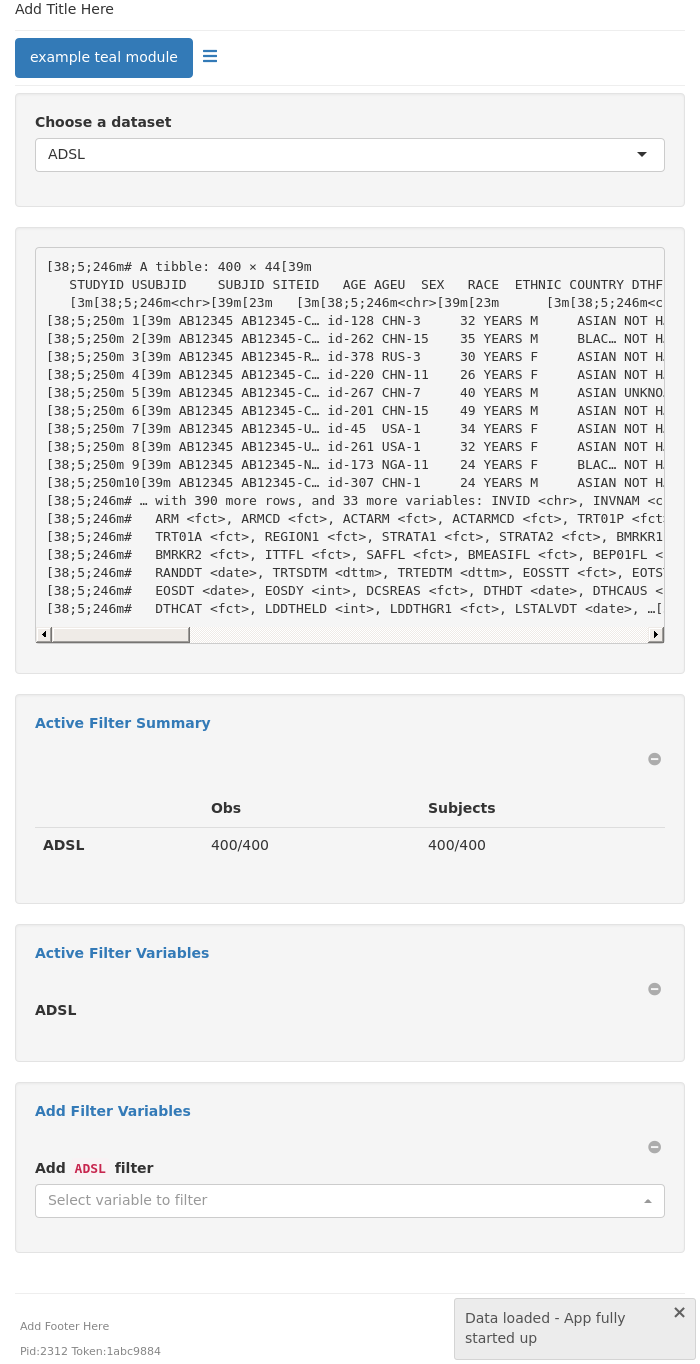 Add Title Here
example teal module
Choose a dataset
ADSL
[38;5;246m# A tibble: 400 × 44[39m
   STUDYID USUBJID    SUBJID SITEID   AGE AGEU  SEX   RACE  ETHNIC COUNTRY DTHF
   [3m[38;5;246m<chr>[39m[23m   [3m[38;5;246m<chr>[39m[23m      [3m[38;5;246m<c
[38;5;250m 1[39m AB12345 AB12345-C… id-128 CHN-3     32 YEARS M     ASIAN NOT H
[38;5;250m 2[39m AB12345 AB12345-C… id-262 CHN-15    35 YEARS M     BLAC… NOT H
[38;5;250m 3[39m AB12345 AB12345-R… id-378 RUS-3     30 YEARS F     ASIAN NOT H
[38;5;250m 4[39m AB12345 AB12345-C… id-220 CHN-11    26 YEARS F     ASIAN NOT H
[38;5;250m 5[39m AB12345 AB12345-C… id-267 CHN-7     40 YEARS M     ASIAN UNKNO
[38;5;250m 6[39m AB12345 AB12345-C… id-201 CHN-15    49 YEARS M     ASIAN NOT H
[38;5;250m 7[39m AB12345 AB12345-U… id-45  USA-1     34 YEARS F     ASIAN NOT H
[38;5;250m 8[39m AB12345 AB12345-U… id-261 USA-1     32 YEARS F     ASIAN NOT H
[38;5;250m 9[39m AB12345 AB12345-N… id-173 NGA-11    24 YEARS F     BLAC… NOT H
[38;5;250m10[39m AB12345 AB12345-C… id-307 CHN-1     24 YEARS M     ASIAN NOT H
[38;5;246m# … with 390 more rows, and 33 more variables: INVID <chr>, INVNAM <c
[38;5;246m#   ARM <fct>, ARMCD <fct>, ACTARM <fct>, ACTARMCD <fct>, TRT01P <fct
[38;5;246m#   TRT01A <fct>, REGION1 <fct>, STRATA1 <fct>, STRATA2 <fct>, BMRKR1
[38;5;246m#   BMRKR2 <fct>, ITTFL <fct>, SAFFL <fct>, BMEASIFL <fct>, BEP01FL <
[38;5;246m#   RANDDT <date>, TRTSDTM <dttm>, TRTEDTM <dttm>, EOSSTT <fct>, EOTS
[38;5;246m#   EOSDT <date>, EOSDY <int>, DCSREAS <fct>, DTHDT <date>, DTHCAUS <
[38;5;246m#   DTHCAT <fct>, LDDTHELD <int>, LDDTHGR1 <fct>, LSTALVDT <date>, …[
Active Filter Summary
Obs Subjects
ADSL 400/400 400/400
Active Filter Variables
ADSL
Add Filter Variables
Add ADSL filter
Select variable to filter
Add Footer Here
Pid:2312 Token:1abc9884
Data loaded - App fully
started up